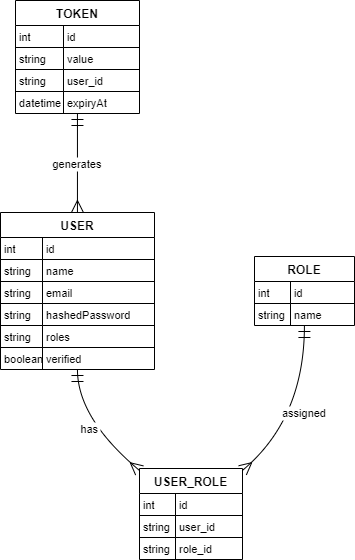 TOKEN
int id
string value
string user_id
datetime expiryAt
generates
USER
int id
string name
string email
string hashedPassword
string roles
boolean verified
ROLE
int id
string name
has
assigned
USER_ROLE
int id
string user_id
string role_id